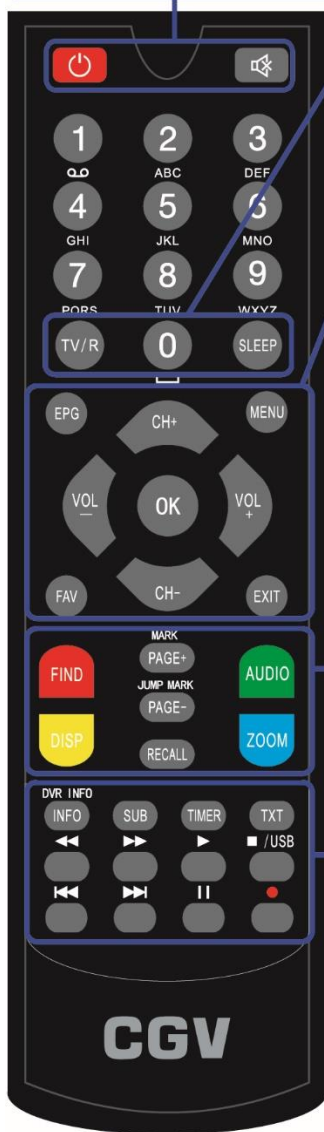 1 2 3
ABC DEF
4 5 6
GHI JKL MNO
7 8 9
PQRS TUV WXYZ
TV/R 0 SLEEP
EPG CH+ MENU
VOL — OK VOL +
FAV CH- EXIT
MARK
FIND PAGE+ AUDIO
JUMP MARK
DISP PAGE- ZOOM
RECALL
DVR INFO
INFO SUB TIMER TXT
/USB
CGV